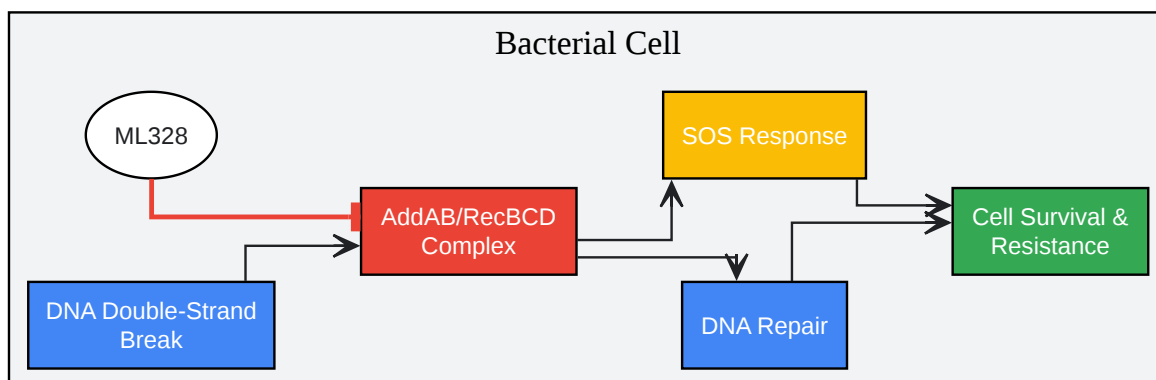 Bacterial Cell
ML328
SOS Response
AddAB/RecBCD
Complex
Cell Survival &
Resistance
DNA Double-Strand
Break
DNA Repair